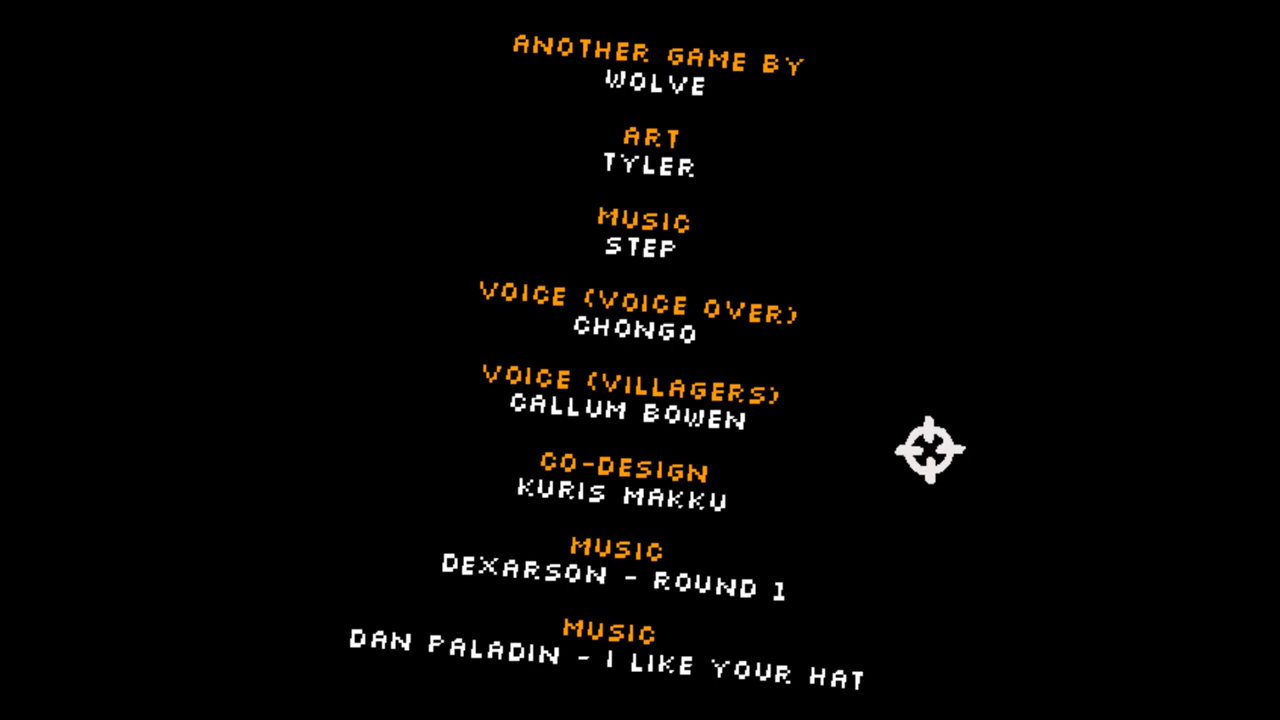 ANOTHER GAME BY
WOLVE
ART
TYLER
MUSIC
STEP
VOICE (VOICE OVER)
CHONGO
VOICE (VILLAGERS)
CALLUM BOWEN
CO-DESIGN
KURIS MAKKU
MUSIC
DEXARSON - ROUND 1
MUSIC
DAN PALADIN - I LIKE YOUR HAT